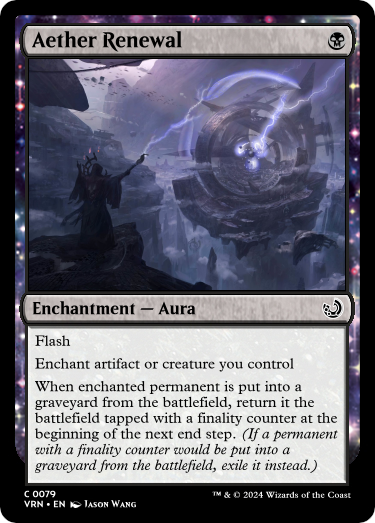 Aether Renewal
Enchantment — Aura
Flash
Enchant artifact or creature you control
When enchanted permanent is put into a
graveyard from the battlefield, return it the
battlefield tapped with a finality counter at the
beginning of the next end step. (If a permanent
with a finality counter would be put into a
graveyard from the battlefield, exile it instead.)
C 0079
VRN • EN Jason Wang
™ & © 2024 Wizards of the Coast